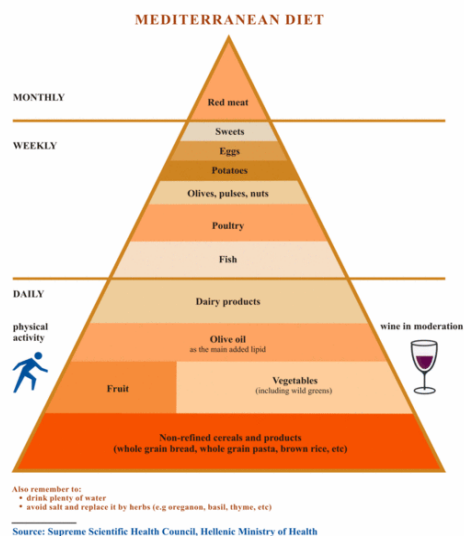 MEDITERRANEAN DIET
MONTHLY
Red meat
WEEKLY
Sweets
Eggs
Potatoes
Olives, pulses, nuts
Poultry
Fish
DAILY
Dairy products
physical
activity
wine in moderation
Olive oil
as the main added lipid
Fruit
Vegetables
(including wild greens)
Non-refined cereals and products
(whole grain bread, whole grain pasta, brown rice, etc)
Also remember to:
• drink plenty of water
• avoid salt and replace it by herbs (e.g oreganon, basil, thyme, etc)
Source: Supreme Scientific Health Council, Hellenic Ministry of Health